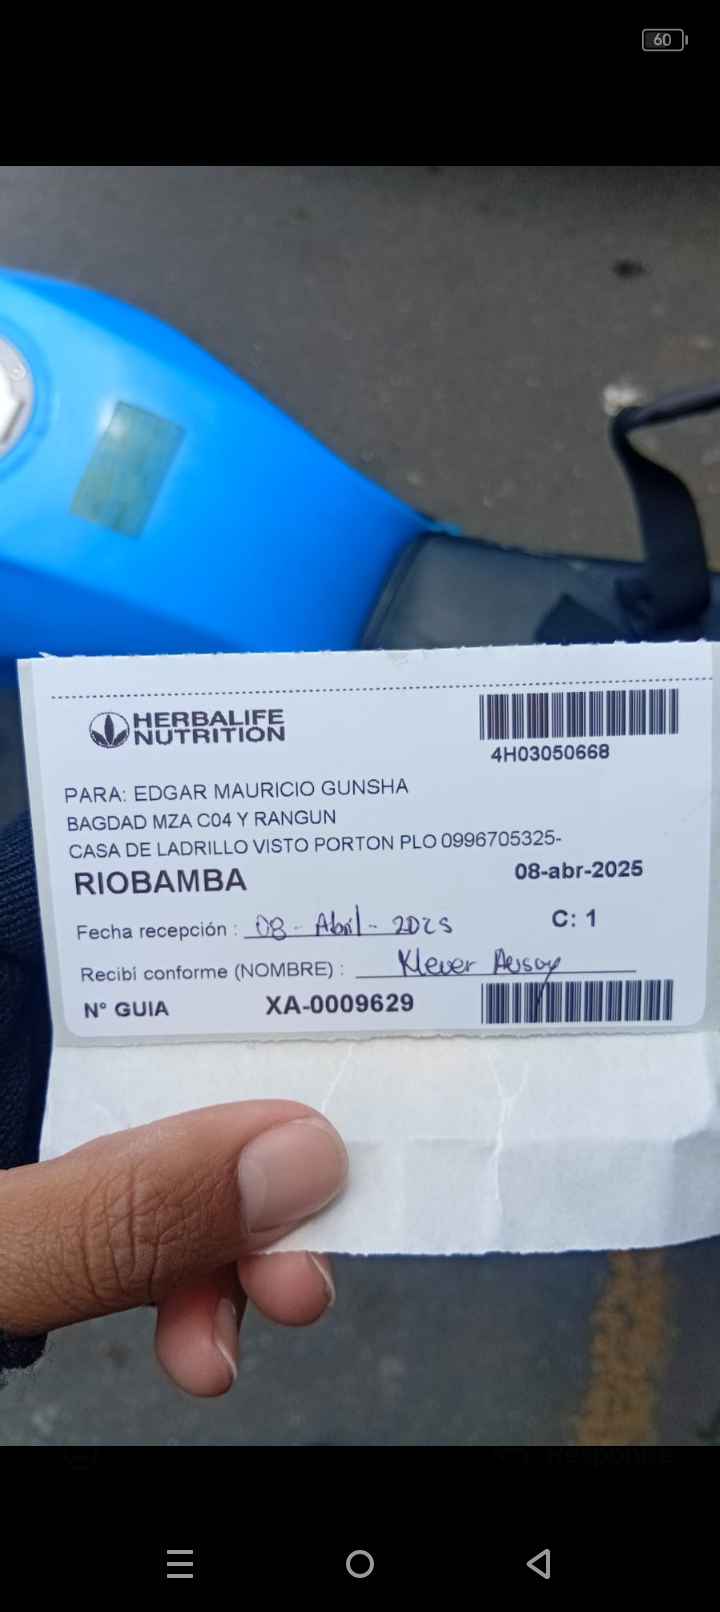 60
HERBALIFE
NUTRITION
4H03050668
PARA: EDGAR MAURICIO GUNSHA
BAGDAD MZA C04 Y RANGUN
CASA DE LADRILLO VISTO PORTON PLO 0996705325-
RIOBAMBA
08-abr-2025
Fecha recepción : 08 - Abril - 2025
C: 1
Recibí conforme (NOMBRE) : Klever
N° GUIA XA-0009629